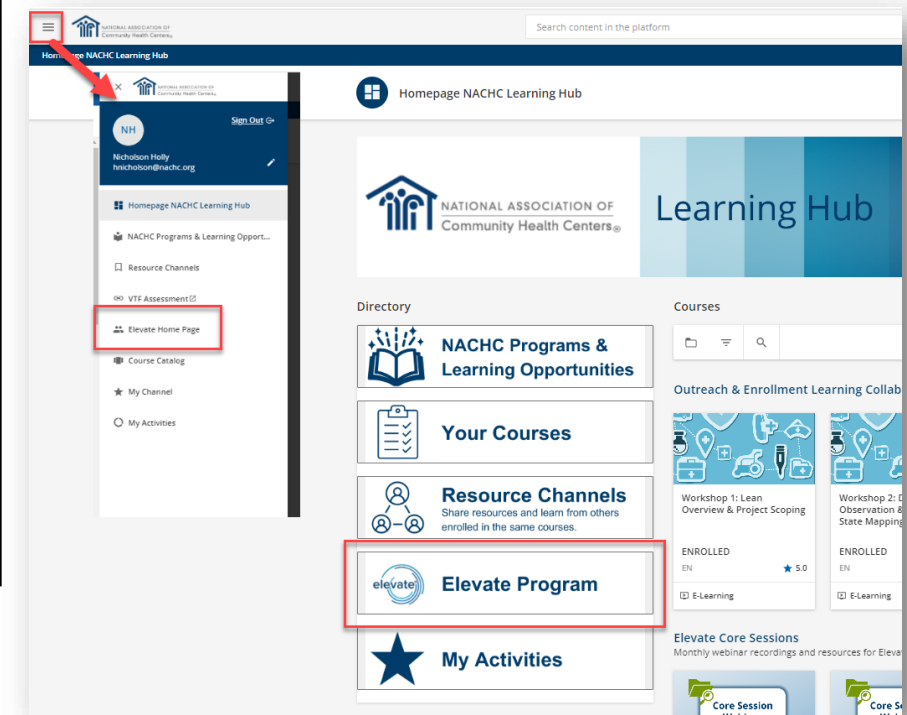 NATIONAL ASSOCIATION OF
Community Health Centers®
Search content in the platform
Homepage NACHC Learning Hub
NATIONAL ASSOCIATION OF
Community Health Centers®
NH
Sign Out
Nicholson Holly
hnicholson@nachc.org
Homepage NACHC Learning Hub
NACHC Programs & Learning Opport...
Resource Channels
VTF Assessment
Elevate Home Page
Course Catalog
My Channel
My Activities
Homepage NACHC Learning Hub
NATIONAL ASSOCIATION OF
Community Health Centers®
Learning Hub
Directory
NACHC Programs &
Learning Opportunities
Your Courses
Resource Channels
Share resources and learn from others
enrolled in the same courses.
elevate
Elevate Program
My Activities
Courses
Outreach & Enrollment Learning Collab
Workshop 1: Lean
Overview & Project Scoping
ENROLLED
EN
5.0
E-Learning
Workshop 2: D
Observation &
State Mapping
ENROLLED
EN
E-Learning
Elevate Core Sessions
Monthly webinar recordings and resources for Eleva
Core Session
Core Se